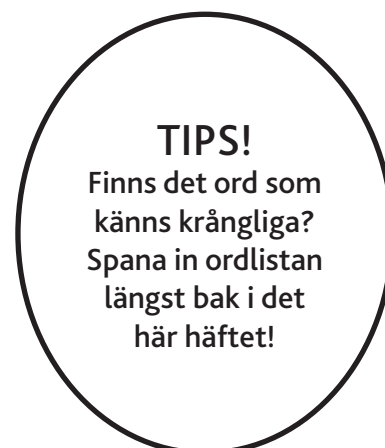 TIPS!
Finns det ord som
känns krångliga?
Spana in ordlistan
längst bak i det
här häftet!